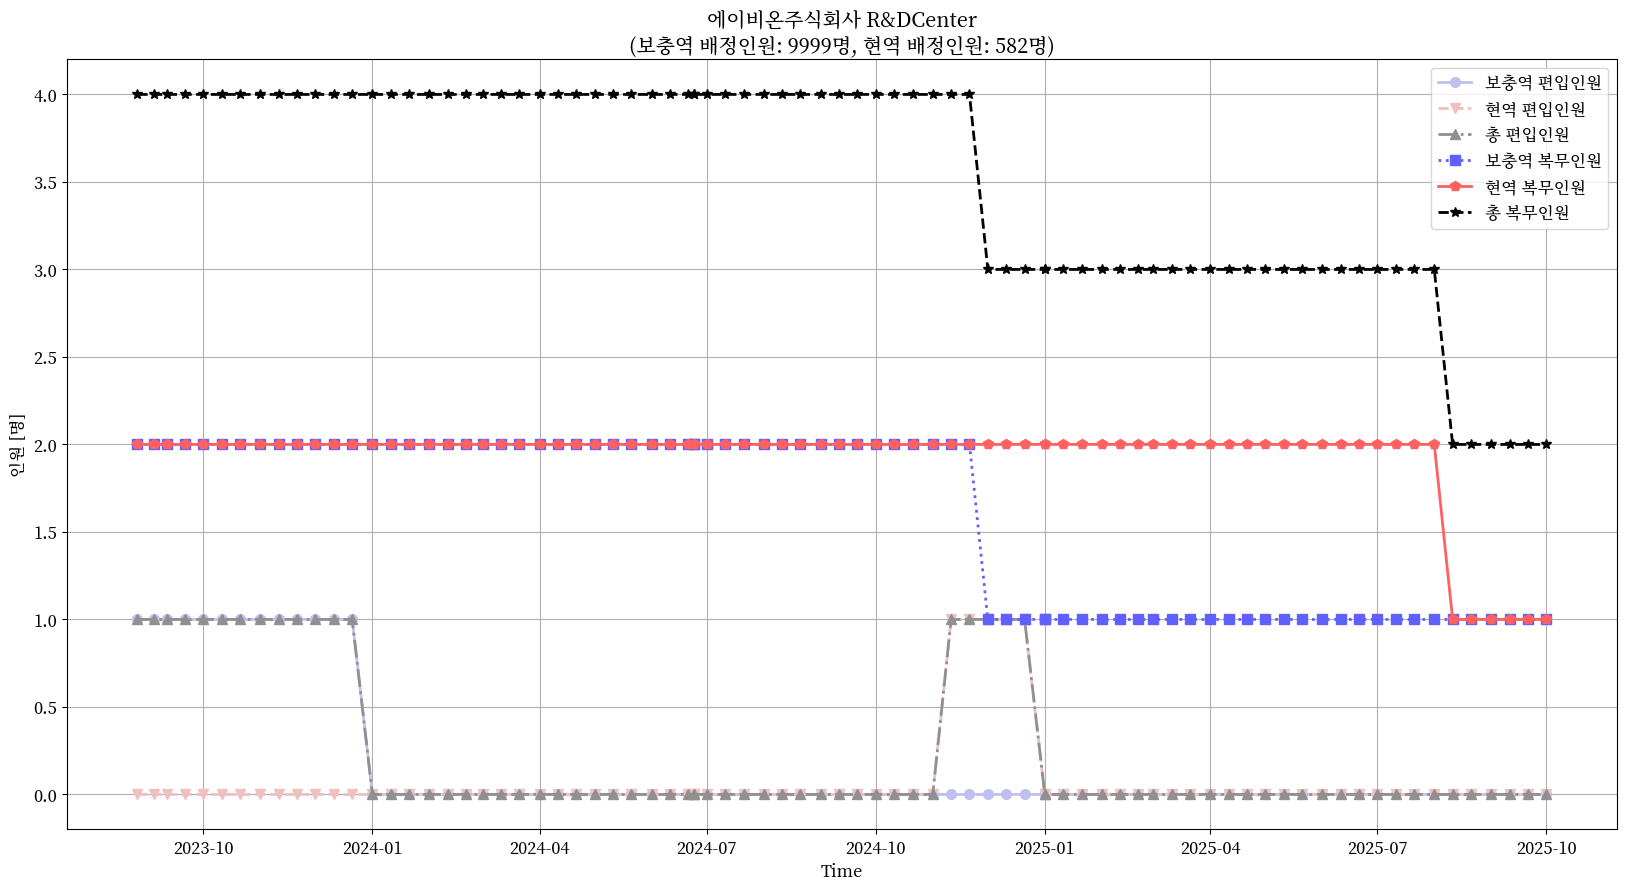 에이비온주식회사 R&DCenter
(보충역 배정인원: 9999명, 현역 배정인원: 582명)
보충역 편입인원
현역 편입인원
총 편입인원
보충역 복무인원
현역 복무인원
총 복무인원
인원 [명]
4.0
3.5
3.0
2.5
2.0
1.5
1.0
0.5
0.0
2023-10
2024-01
2024-04
2024-07
2024-10
2025-01
2025-04
2025-07
2025-10
Time